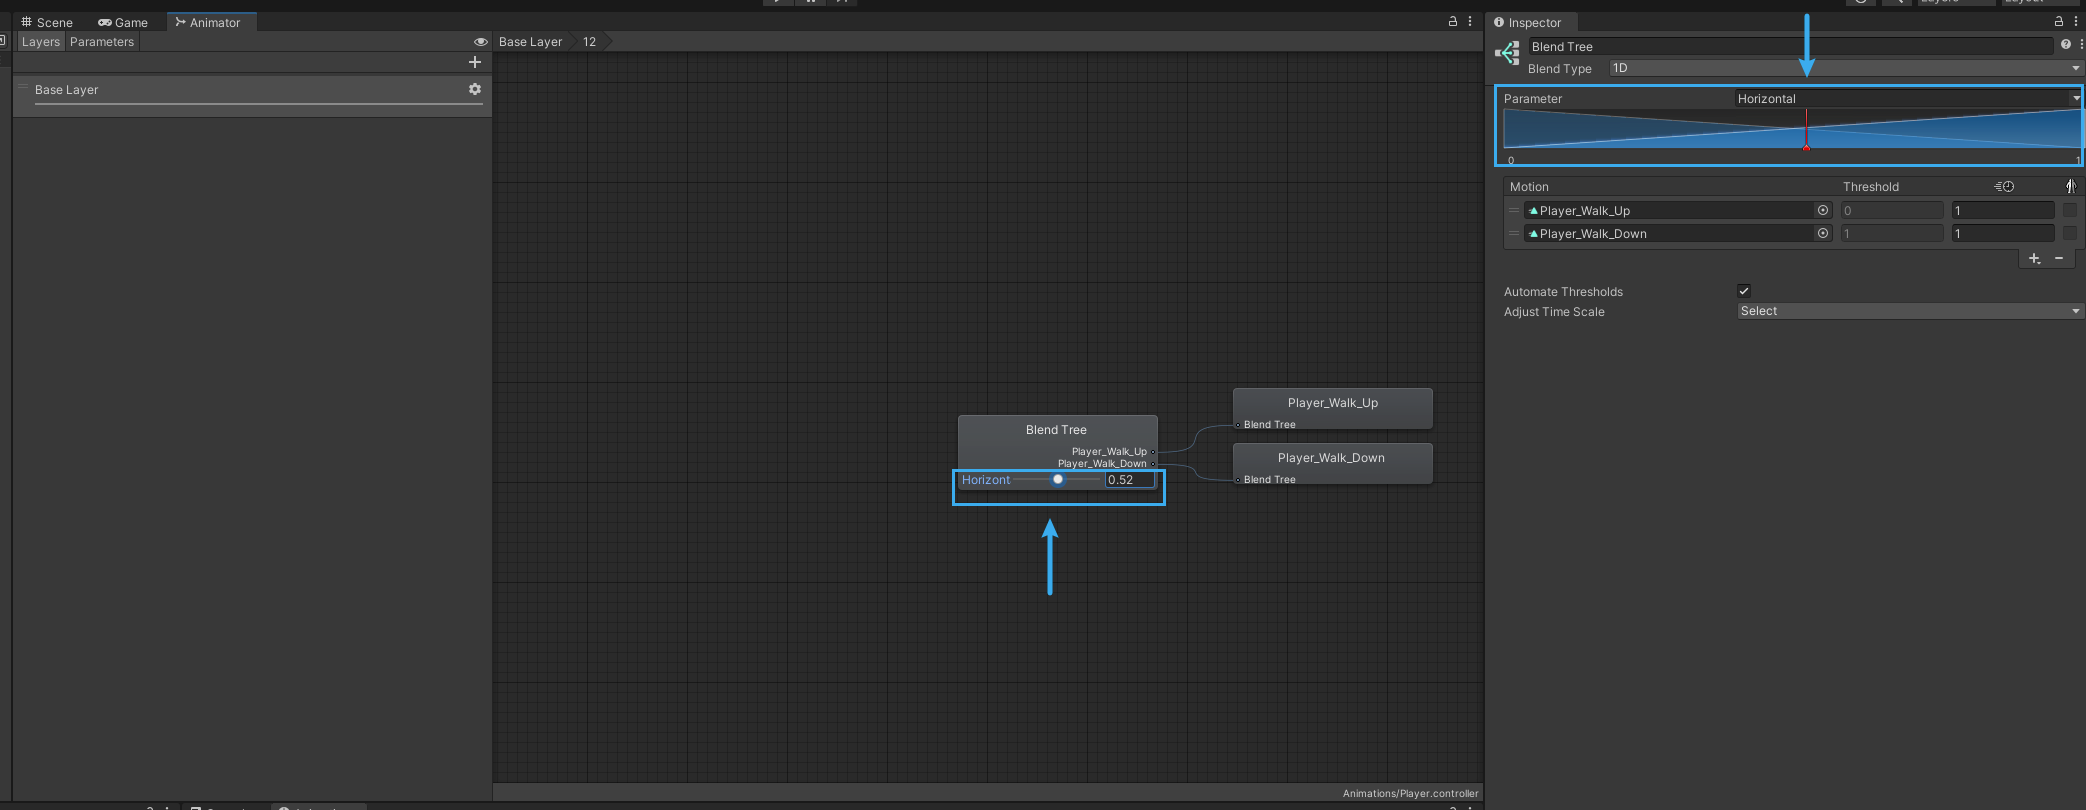 Scene Game Animator
Layers Parameters
Base Layer 12
Base Layer
Blend Tree
Player_Walk_Up
Player_Walk_Down
Horizont 0.52
Player_Walk_Up
Blend Tree
Player_Walk_Down
Blend Tree
Animations/Player.controller
Inspector
Blend Tree
Blend Type 1D
Parameter Horizontal
0 1
Motion Threshold
Player_Walk_Up 0 1
Player_Walk_Down 1 1
Automate Thresholds
Adjust Time Scale Select